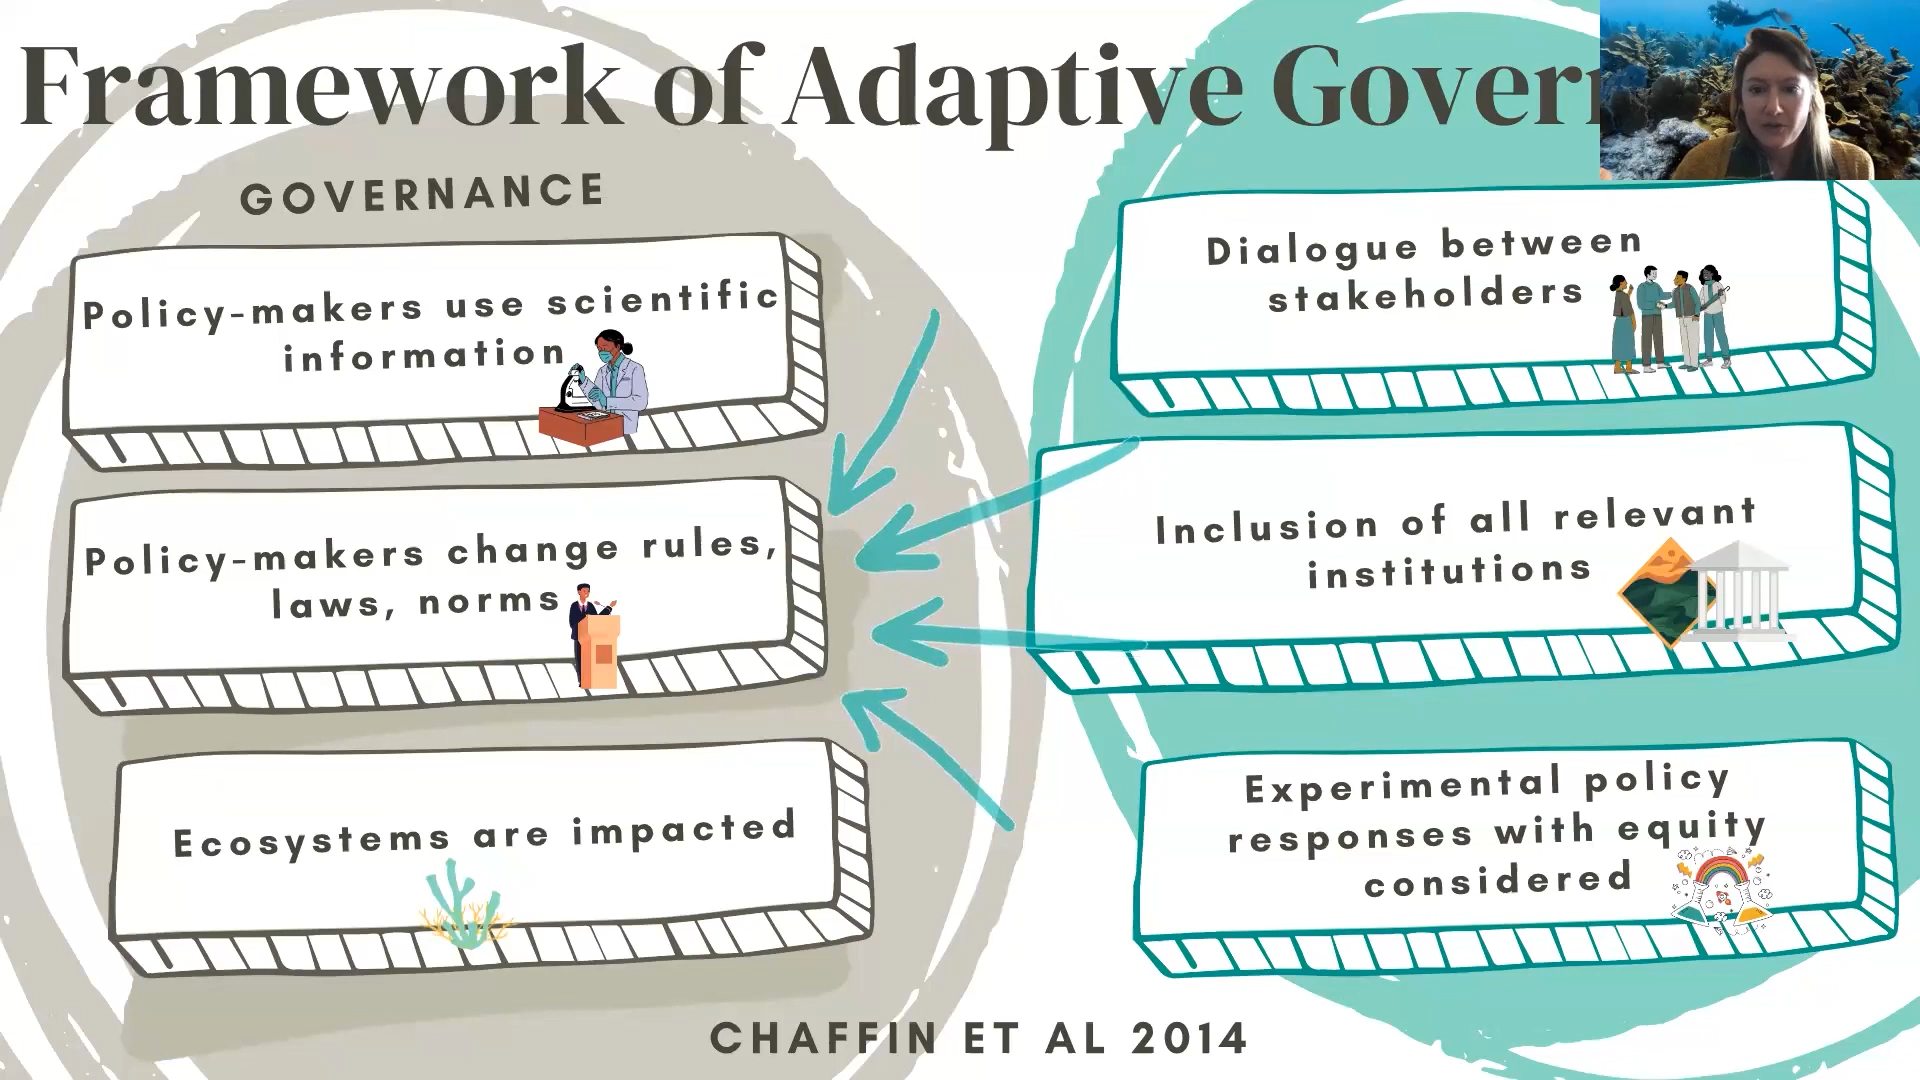 Framework of Adaptive Govern
GOVERNANCE
Policy-makers use scientific
information
Policy-makers change rules,
laws, norms
Ecosystems are impacted
Dialogue between
stakeholders
Inclusion of all relevant
institutions
Experimental policy
responses with equity
considered
CHAFFIN ET AL 2014